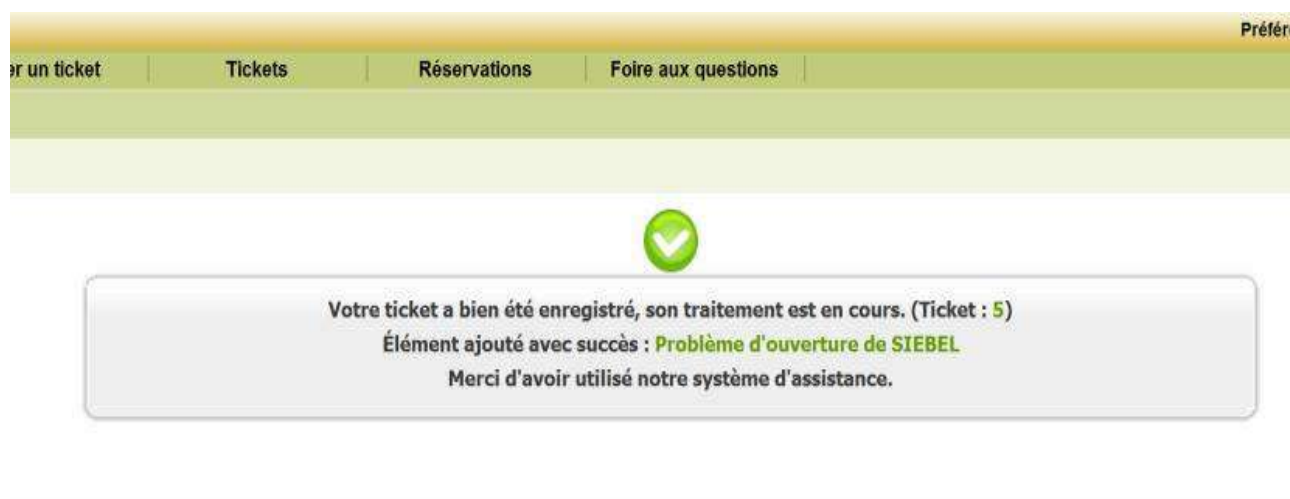 Préfér
er un ticket Tickets Réservations Foire aux questions
Votre ticket a bien été enregistré, son traitement est en cours. (Ticket : 5)
Élément ajouté avec succès : Problème d'ouverture de SIEBEL
Merci d'avoir utilisé notre système d'assistance.